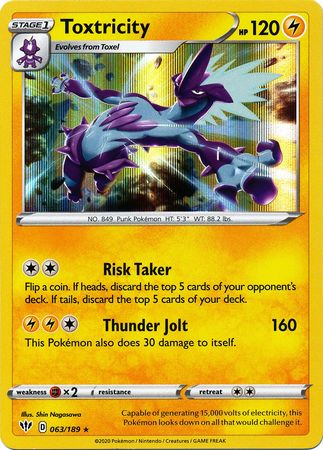 STAGE 1
Toxtricity
HP 120
Evolves from Toxel
NO. 849 Punk Pokémon HT: 5'3" WT: 88.2 lbs.
Risk Taker
Flip a coin. If heads, discard the top 5 cards of your opponent's
deck. If tails, discard the top 5 cards of your deck.
Thunder Jolt 160
This Pokémon also does 30 damage to itself.
weakness ×2 resistance retreat
Illus. Shin Nagasawa
D 063/189 ★
Capable of generating 15,000 volts of electricity, this
Pokémon looks down on all that would challenge it.
©2020 Pokémon / Nintendo / Creatures / GAME FREAK